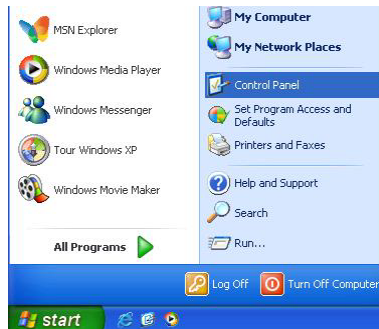 MSN Explorer
Windows Media Player
Windows Messenger
Tour Windows XP
Windows Movie Maker
All Programs
My Computer
My Network Places
Control Panel
Set Program Access and
Defaults
Printers and Faxes
Help and Support
Search
Run...
Log Off
Turn Off Computer
start